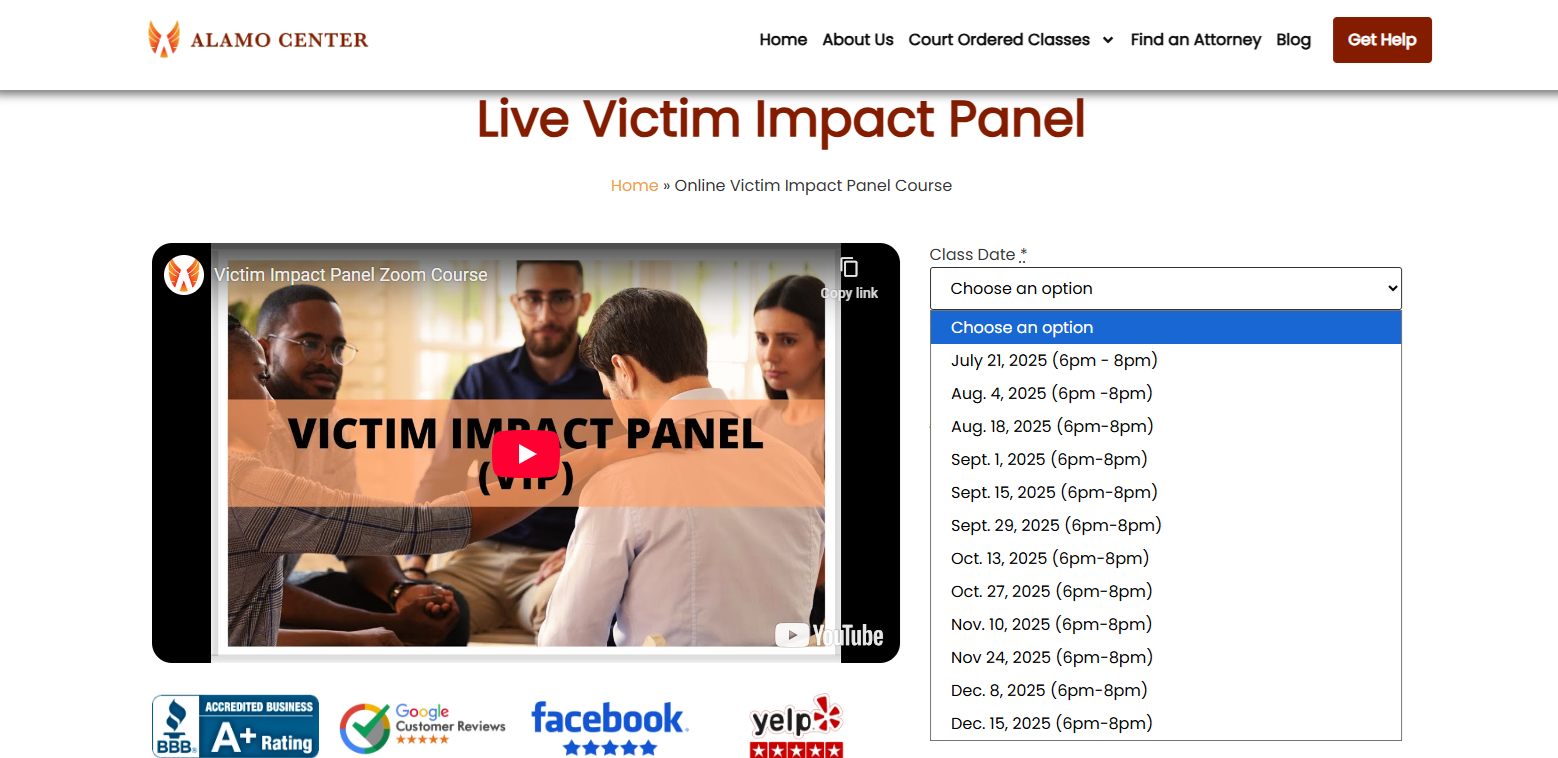 ALAMO CENTER
Home About Us Court Ordered Classes Find an Attorney Blog Get Help
Live Victim Impact Panel
Home » Online Victim Impact Panel Course
Victim Impact Panel Zoom Course
Copy link
VICTIM IMPACT PANEL
(VIP)
YouTube
ACCREDITED BUSINESS
BBB.
A+ Rating
Google
Customer Reviews
facebook.
yelp
Class Date *
Choose an option
Choose an option
July 21, 2025 (6pm - 8pm)
Aug. 4, 2025 (6pm -8pm)
Aug. 18, 2025 (6pm-8pm)
Sept. 1, 2025 (6pm-8pm)
Sept. 15, 2025 (6pm-8pm)
Sept. 29, 2025 (6pm-8pm)
Oct. 13, 2025 (6pm-8pm)
Oct. 27, 2025 (6pm-8pm)
Nov. 10, 2025 (6pm-8pm)
Nov 24, 2025 (6pm-8pm)
Dec. 8, 2025 (6pm-8pm)
Dec. 15, 2025 (6pm-8pm)